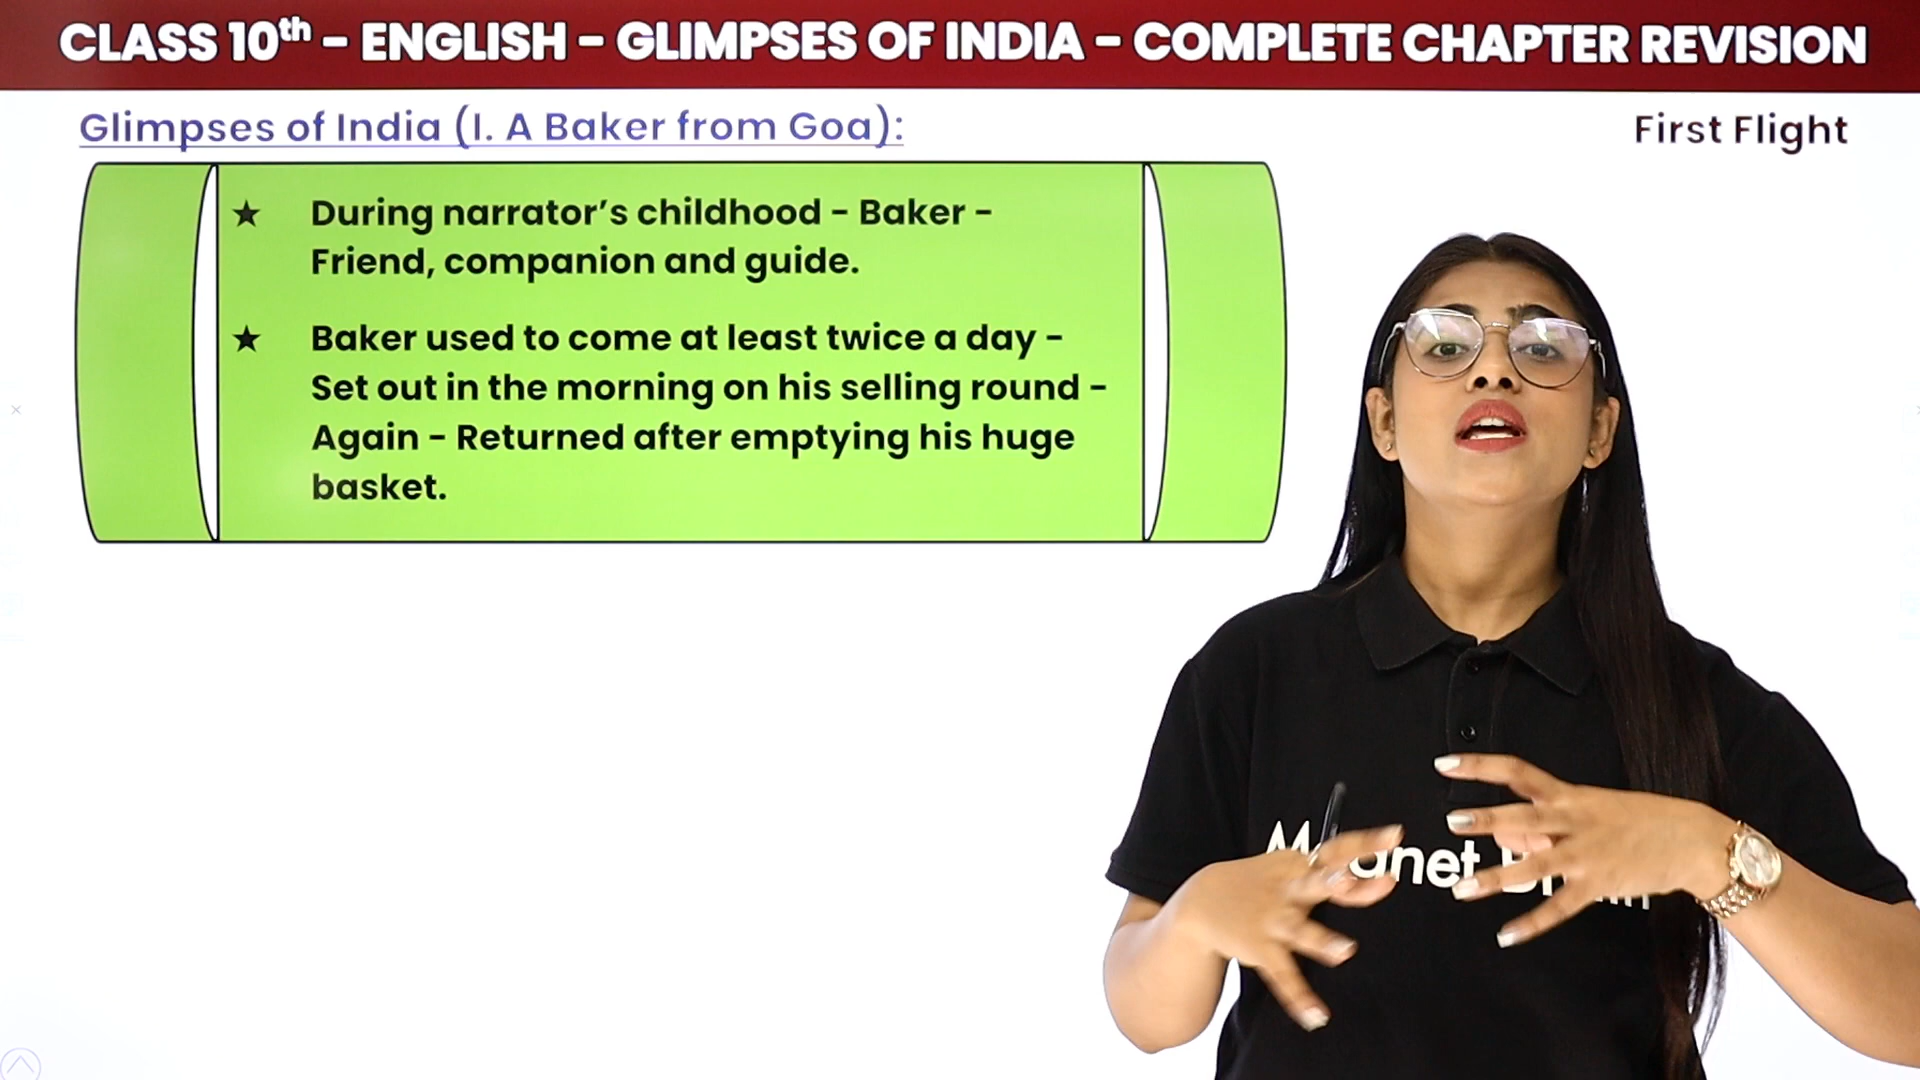 CLASS 10th - ENGLISH - GLIMPSES OF INDIA - COMPLETE CHAPTER REVISION
Glimpses of India (I. A Baker from Goa):
First Flight
★ During narrator's childhood - Baker -
Friend, companion and guide.
★ Baker used to come at least twice a day -
Set out in the morning on his selling round -
Again - Returned after emptying his huge
basket.